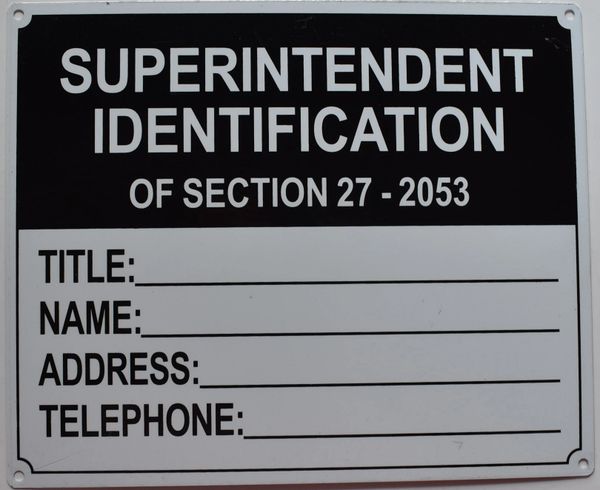 SUPERINTENDENT
IDENTIFICATION
OF SECTION 27 - 2053
TITLE:
NAME:
ADDRESS:
TELEPHONE: